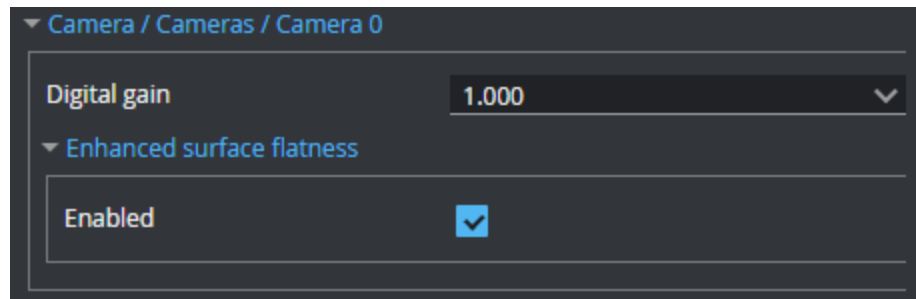 Camera / Cameras / Camera 0
Digital gain 1.000
Enhanced surface flatness
Enabled